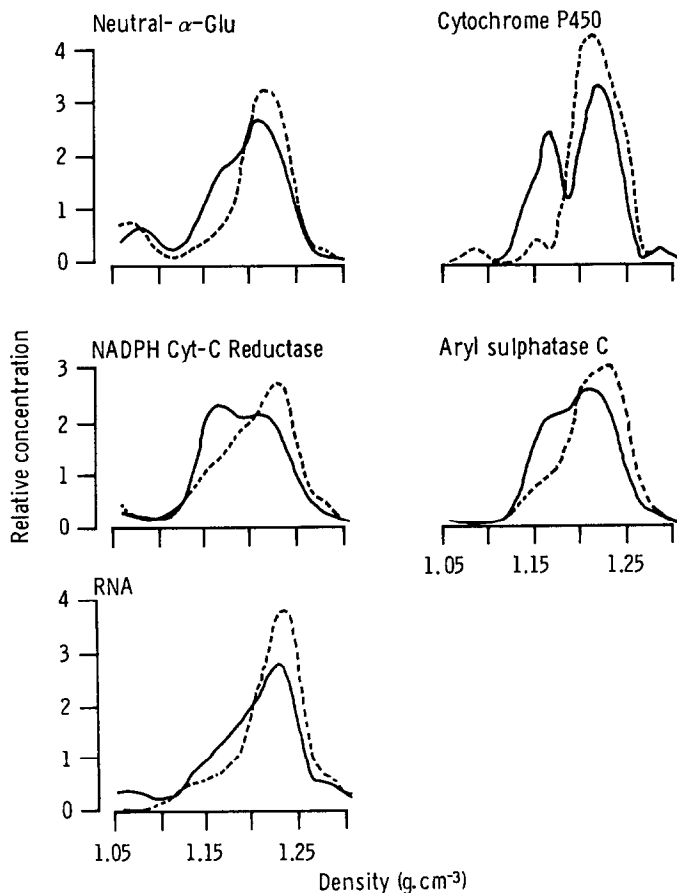 Neutral- α-Glu
Cytochrome P450
4
3
2
1
0
NADPH Cyt-C Reductase
Aryl sulphatase C
3
2
1
0
1.05 1.15 1.25
RNA
4
3
2
1
0
1.05 1.15 1.25
Relative concentration
Density (g.cm⁻³)